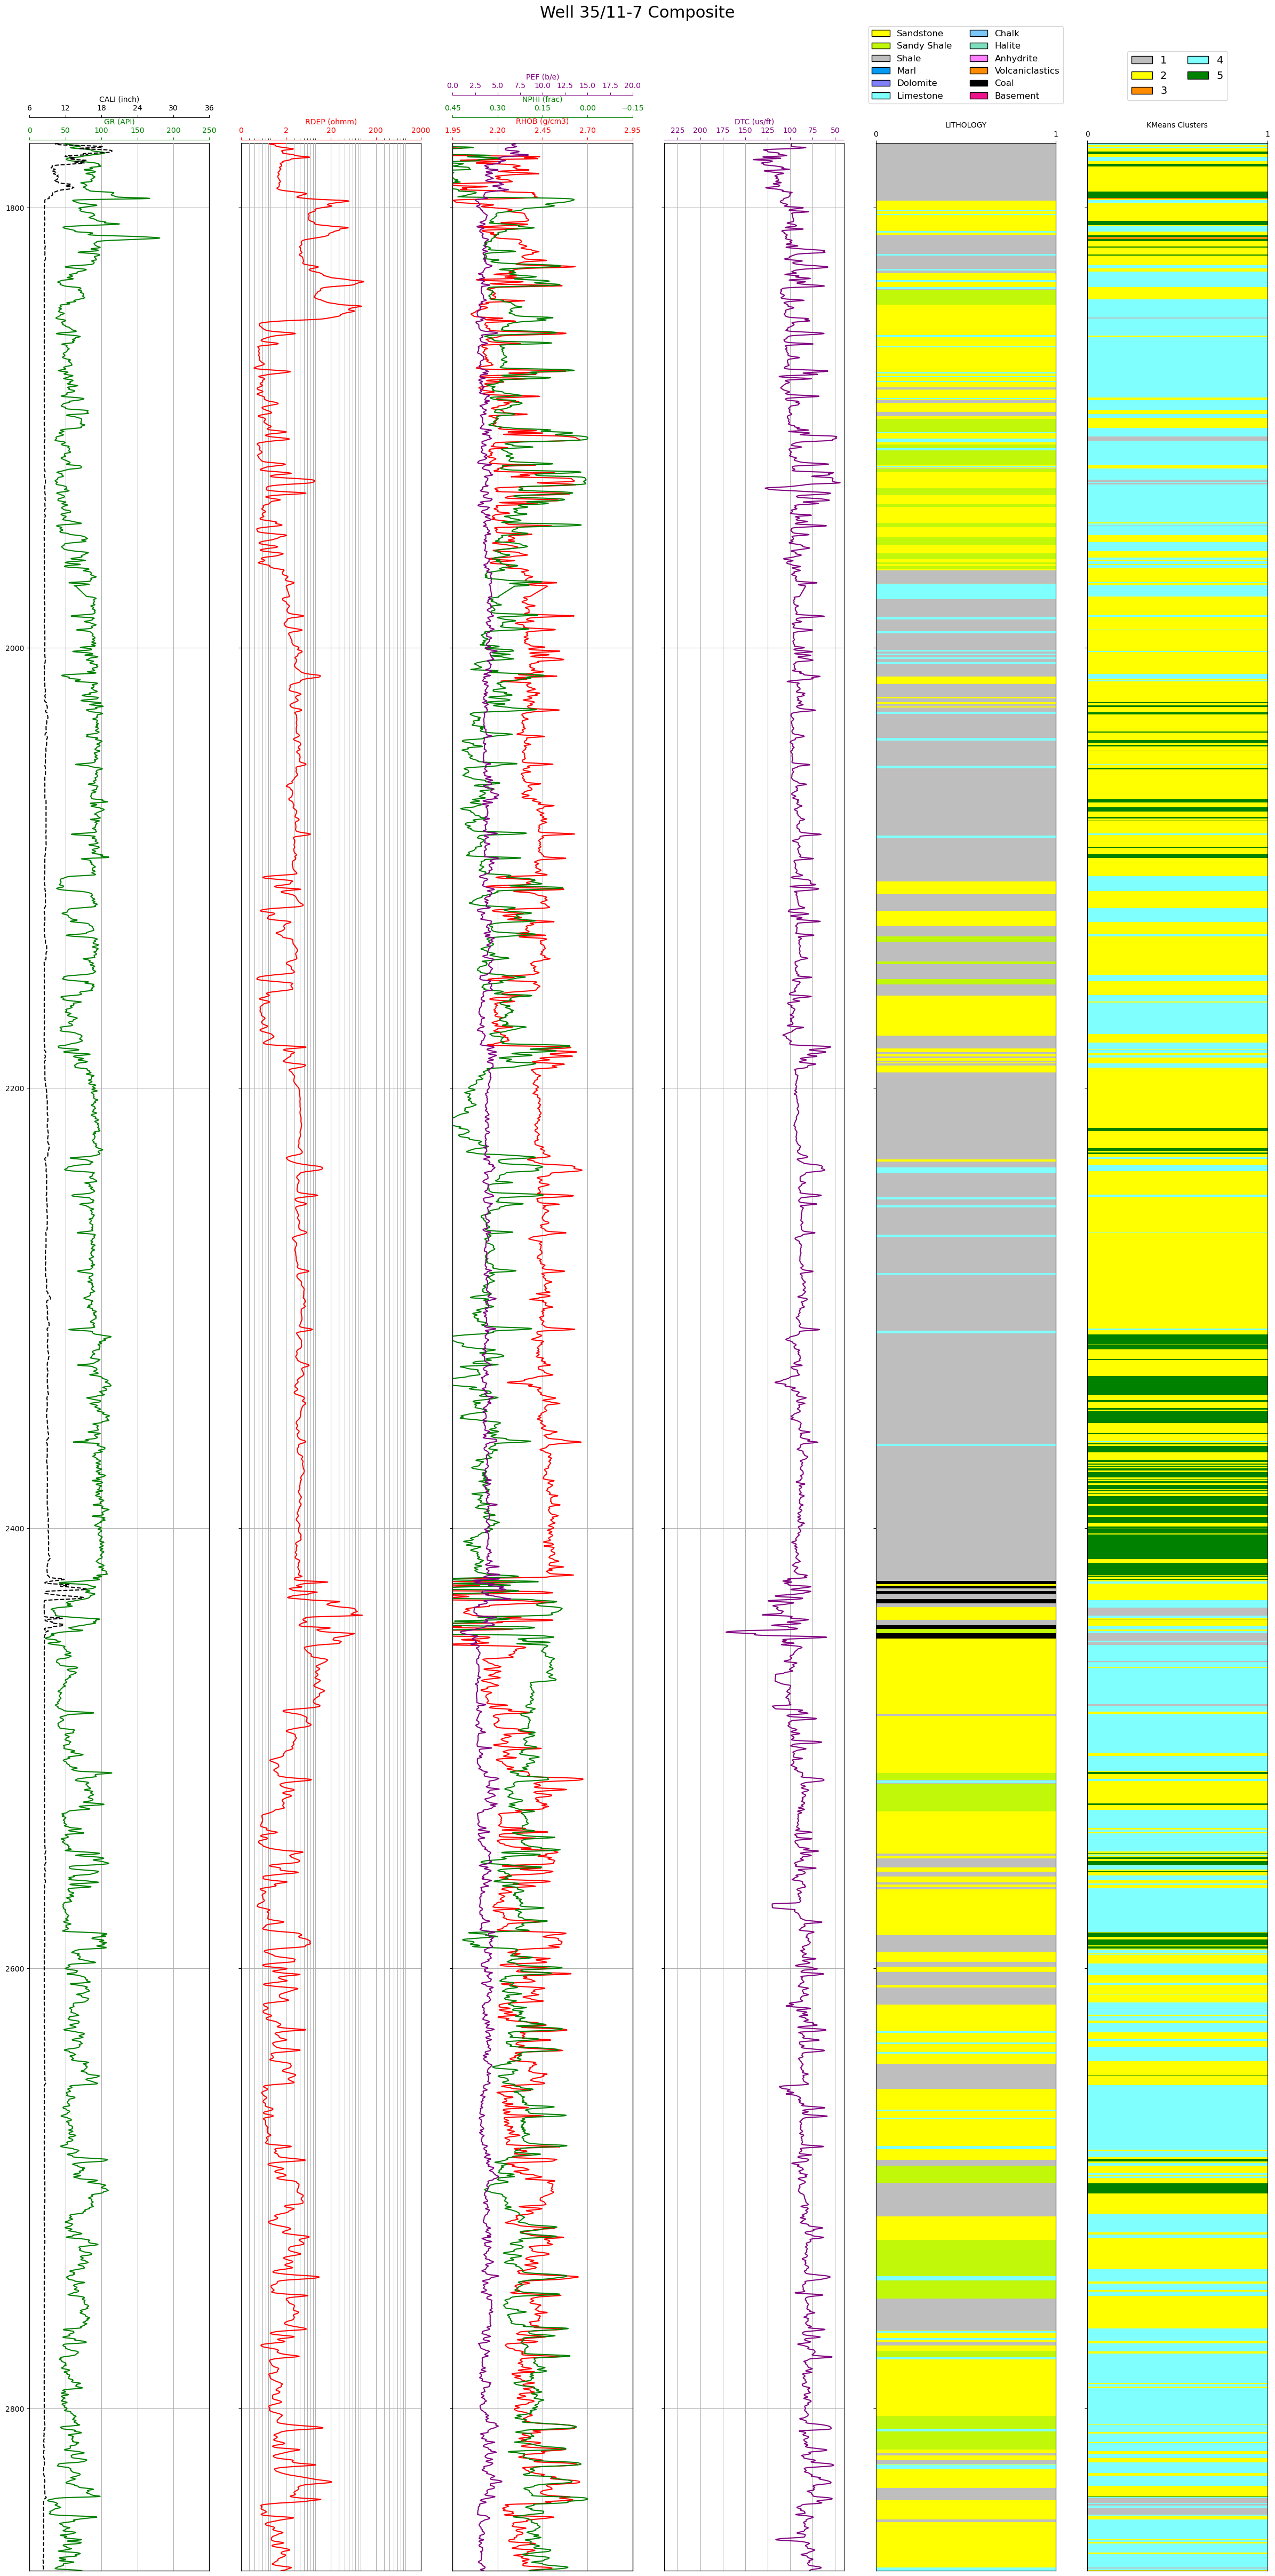 Well 35/11-7 Composite
Sandstone Chalk
Sandy Shale Halite
Shale Anhydrite
Marl Volcaniclastics
Dolomite Coal
Limestone Basement
1 4
2 5
3
PEF (b/e)
0.0 2.5 5.0 7.5 10.0 12.5 15.0 17.5 20.0
CALI (inch) NPHI (frac)
6 12 18 24 30 36 0.45 0.30 0.15 0.00 −0.15
GR (API) RDEP (ohmm) RHOB (g/cm3) DTC (us/ft) LITHOLOGY KMeans Clusters
0 50 100 150 200 250 0 2 20 200 2000 1.95 2.20 2.45 2.70 2.95 225 200 175 150 125 100 75 50 0 1 0 1
1800
2000
2200
2400
2600
2800